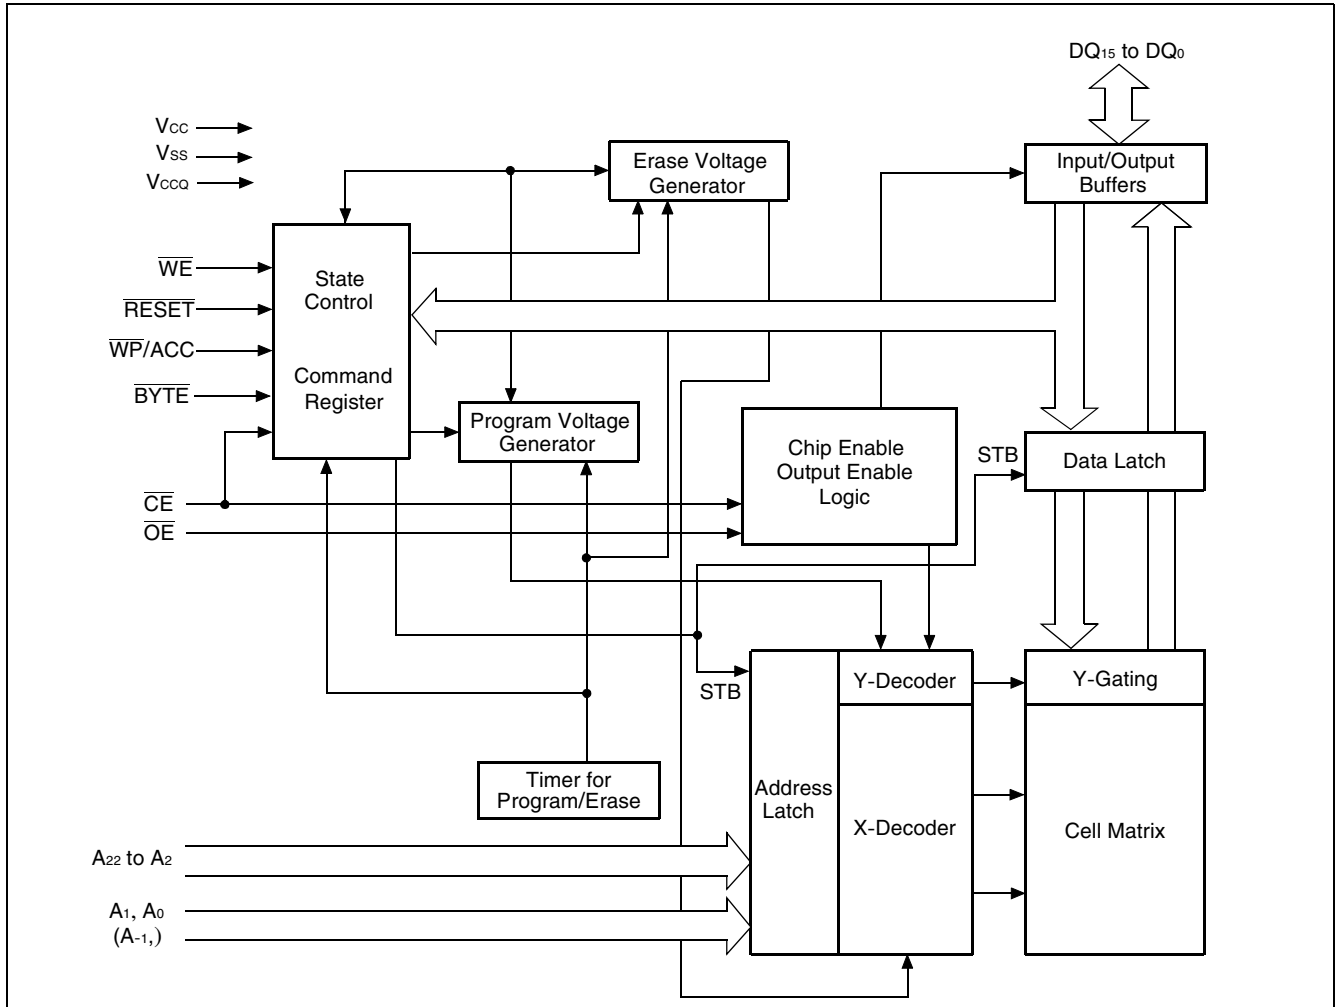 DQ15 to DQ0
VCC
VSS
VCCQ
Erase Voltage
Generator
Input/Output
Buffers
WE
RESET
WP/ACC
BYTE
State
Control
Command
Register
Program Voltage
Generator
Chip Enable
Output Enable
Logic
STB
Data Latch
CE
OE
STB
Y-Decoder
Y-Gating
Timer for
Program/Erase
Address
Latch
X-Decoder
Cell Matrix
A22 to A2
A1, A0
(A-1,)